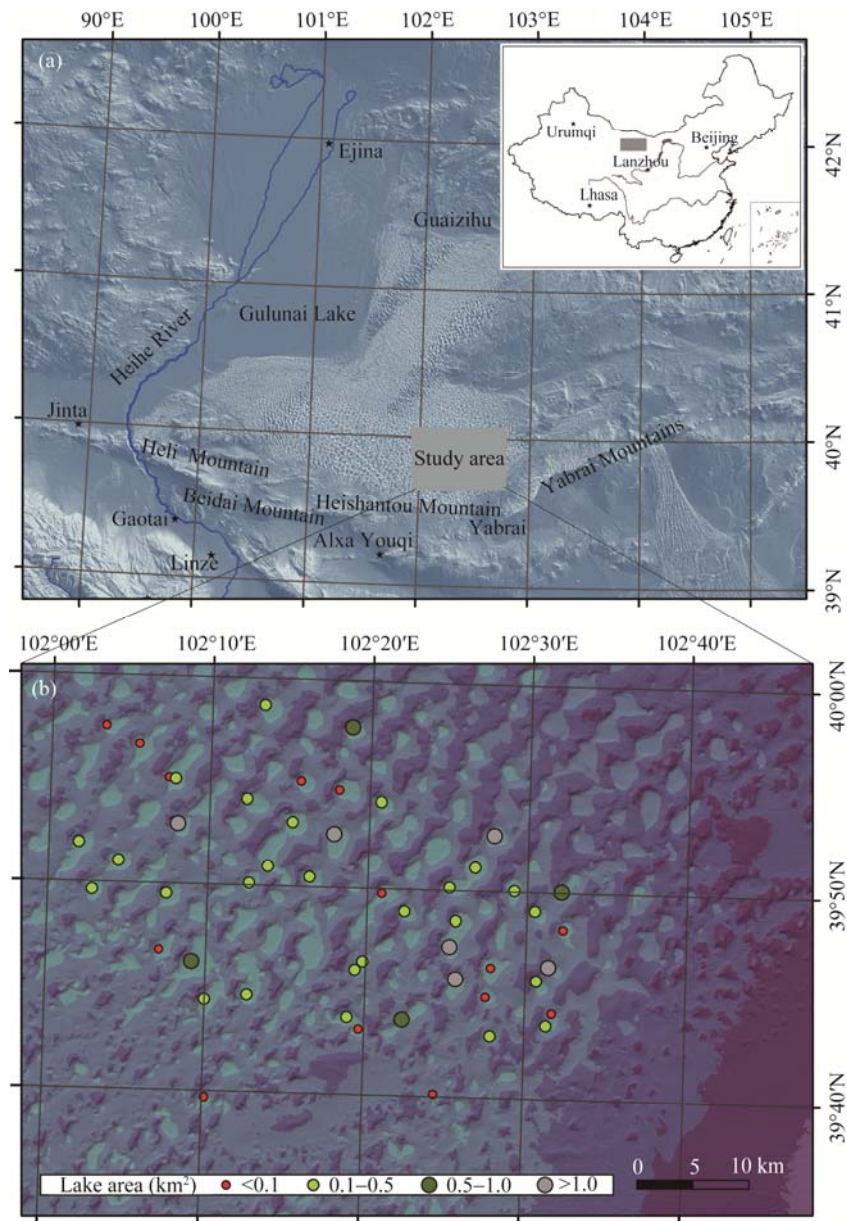 90°E 100°E 101°E 102°E 103°E 104°E 105°E
(a)
Urumqi
Beijing
Lanzhou
Lhasa
Ejina
42°N
Guaizihu
41°N
Gulunai Lake
Heihe River
Jinta
40°N
Study area
Yabrai Mountains
Heli Mountain
Beidai Mountain
Heishantou Mountain
Gaotai
Yabrai
Alxa Youqi
Linze
39°N
102°00′E 102°10′E 102°20′E 102°30′E 102°40′E
(b)
40°00′N
39°50′N
39°40′N
Lake area (km²) <0.1 0.1–0.5 0.5–1.0 >1.0
0 5 10 km